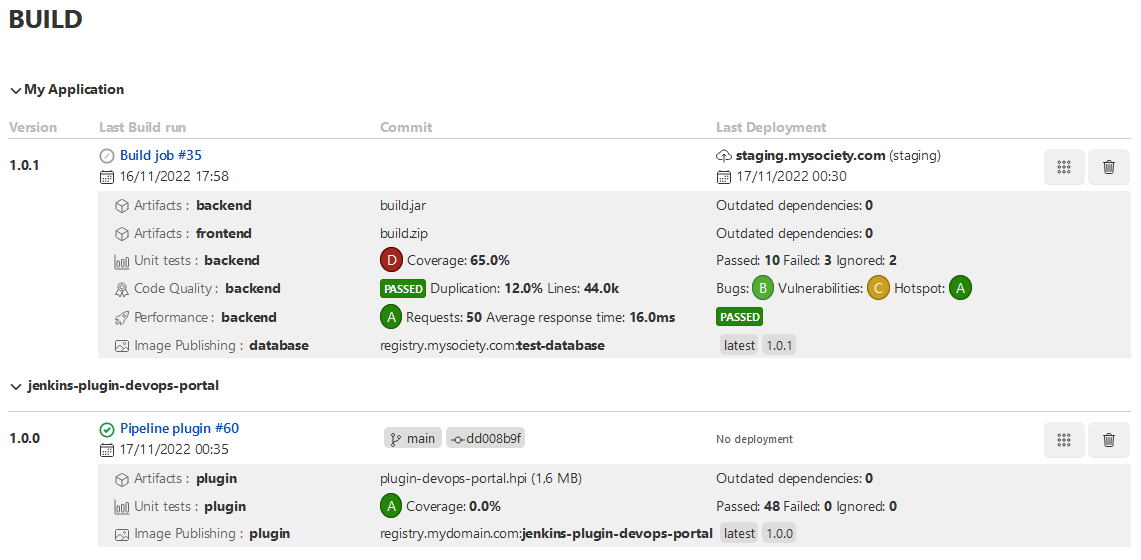 BUILD
My Application
Version Last Build run Commit Last Deployment
1.0.1 Build job #35 staging.mysociety.com (staging)
16/11/2022 17:58 17/11/2022 00:30
Artifacts : backend build.jar Outdated dependencies: 0
Artifacts : frontend build.zip Outdated dependencies: 0
Unit tests : backend D Coverage: 65.0% Passed: 10 Failed: 3 Ignored: 2
Code Quality : backend PASSED Duplication: 12.0% Lines: 44.0k Bugs: B Vulnerabilities: C Hotspot: A
Performance : backend A Requests: 50 Average response time: 16.0ms PASSED
Image Publishing : database registry.mysociety.com:test-database latest 1.0.1
jenkins-plugin-devops-portal
1.0.0 Pipeline plugin #60 main dd008b9f No deployment
17/11/2022 00:35
Artifacts : plugin plugin-devops-portal.hpi (1,6 MB) Outdated dependencies: 0
Unit tests : plugin A Coverage: 0.0% Passed: 48 Failed: 0 Ignored: 0
Image Publishing : plugin registry.mydomain.com:jenkins-plugin-devops-portal latest 1.0.0